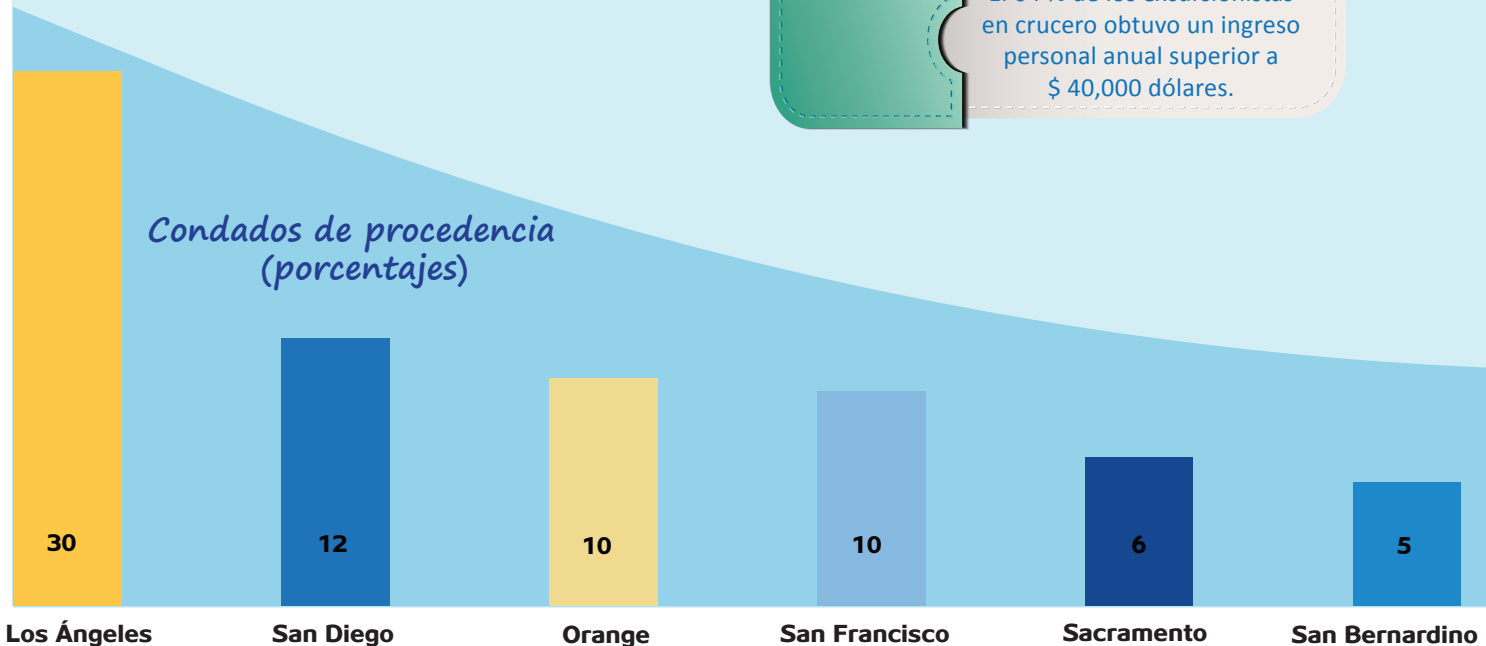 en crucero obtuvo un ingreso
personal anual superior a
$ 40,000 dólares.
Condados de procedencia
(porcentajes)
30
12
10
10
6
5
Los Ángeles
San Diego
Orange
San Francisco
Sacramento
San Bernardino